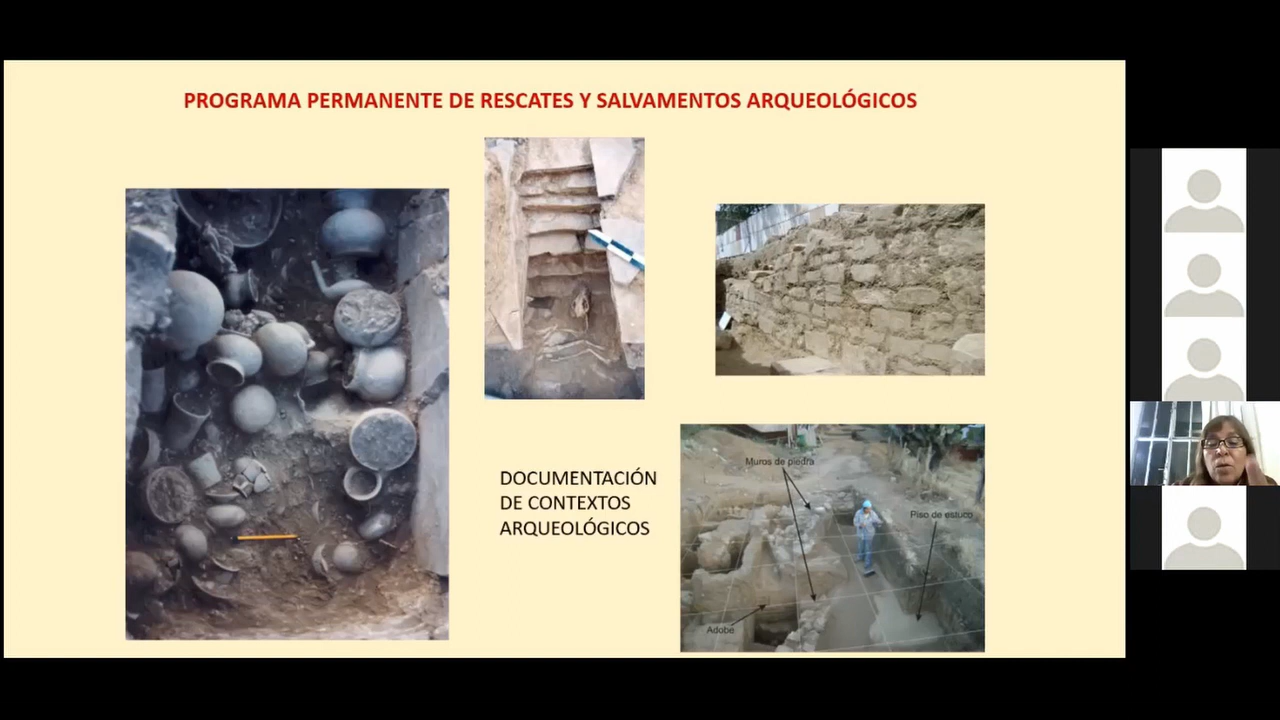 PROGRAMA PERMANENTE DE RESCATES Y SALVAMENTOS ARQUEOLÓGICOS
DOCUMENTACIÓN
DE CONTEXTOS
ARQUEOLÓGICOS
Muros de piedra
Piso de estuco
Adobe